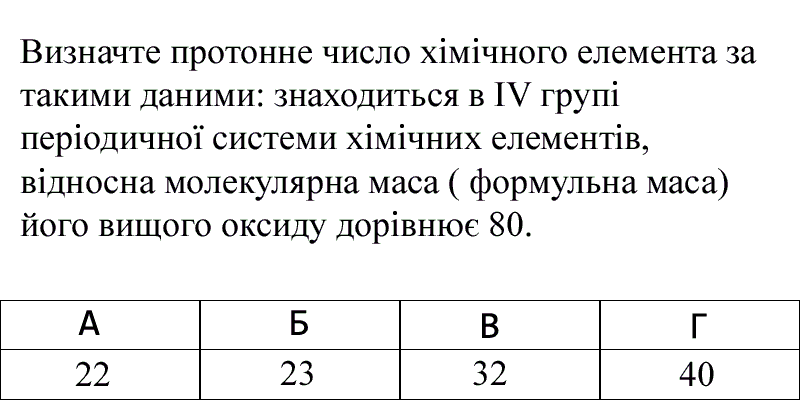 Визначте протонне число хімічного елемента за
такими даними: знаходиться в IV групі
періодичної системи хімічних елементів,
відносна молекулярна маса ( формульна маса)
його вищого оксиду дорівнює 80.
А Б В Г
22 23 32 40